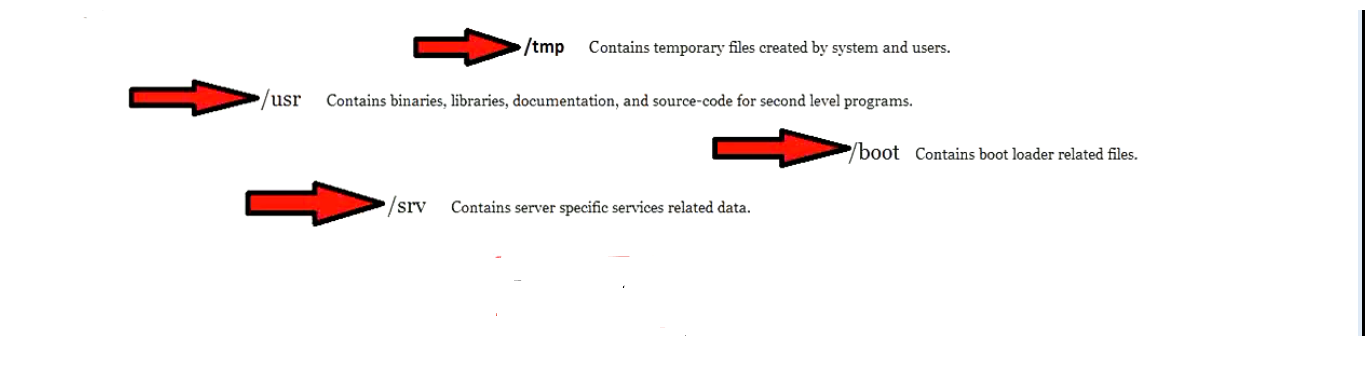 /tmp Contains temporary files created by system and users.
/usr Contains binaries, libraries, documentation, and source-code for second level programs.
/boot Contains boot loader related files.
/srv Contains server specific services related data.